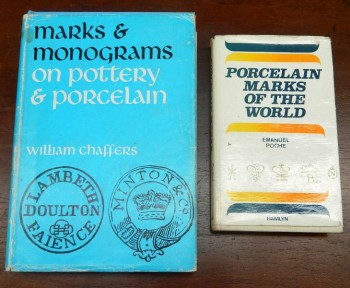 marks &
monograms
on pottery
& porcelain
william chaffers
LAMBETH
DOULTON
FAIENCE
MINTON & Co.
PORCELAIN
MARKS
OF THE
WORLD
EMANUEL
POCHE
HAMLYN